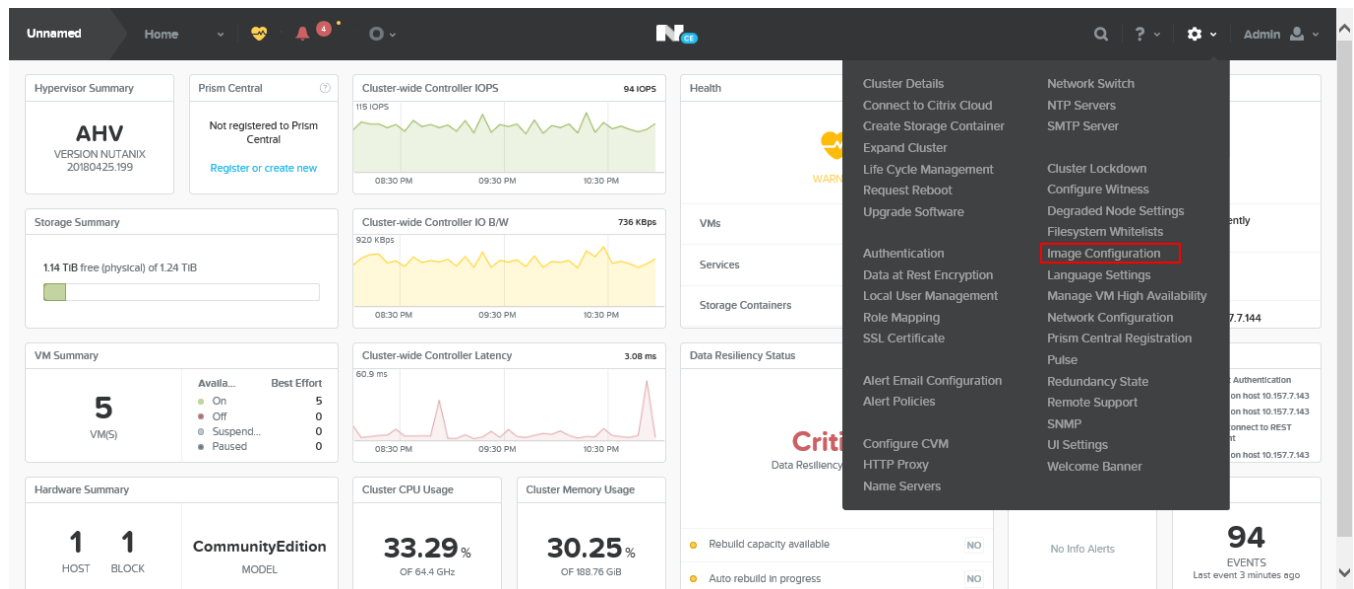 Unnamed
Home
4
N CE
?
Admin
Hypervisor Summary
AHV
VERSION NUTANIX
20180425.199
Prism Central
?
Not registered to Prism
Central
Register or create new
Cluster-wide Controller IOPS
94 IOPS
115 IOPS
08:30 PM
09:30 PM
10:30 PM
Health
WARN
VMs
Services
Storage Containers
Storage Summary
1.14 TiB free (physical) of 1.24 TiB
Cluster-wide Controller IO B/W
736 KBps
920 KBps
08:30 PM
09:30 PM
10:30 PM
VM Summary
5
VM(S)
Availa...
Best Effort
On 5
Off 0
Suspend... 0
Paused 0
Cluster-wide Controller Latency
3.08 ms
60.9 ms
08:30 PM
09:30 PM
10:30 PM
Data Resiliency Status
Criti
Data Resiliency
Rebuild capacity available NO
Auto rebuild in progress NO
Hardware Summary
1
HOST
1
BLOCK
CommunityEdition
MODEL
Cluster CPU Usage
33.29 %
OF 64.4 GHz
Cluster Memory Usage
30.25 %
OF 188.76 GiB
Cluster Details
Connect to Citrix Cloud
Create Storage Container
Expand Cluster
Life Cycle Management
Request Reboot
Upgrade Software
Authentication
Data at Rest Encryption
Local User Management
Role Mapping
SSL Certificate
Alert Email Configuration
Alert Policies
Configure CVM
HTTP Proxy
Name Servers
Network Switch
NTP Servers
SMTP Server
Cluster Lockdown
Configure Witness
Degraded Node Settings
Filesystem Whitelists
Image Configuration
Language Settings
Manage VM High Availability
Network Configuration
Prism Central Registration
Pulse
Redundancy State
Remote Support
SNMP
UI Settings
Welcome Banner
ently
7.7.144
Authentication
on host 10.157.7.143
on host 10.157.7.143
onnect to REST
nt
on host 10.157.7.143
No Info Alerts
94
EVENTS
Last event 3 minutes ago